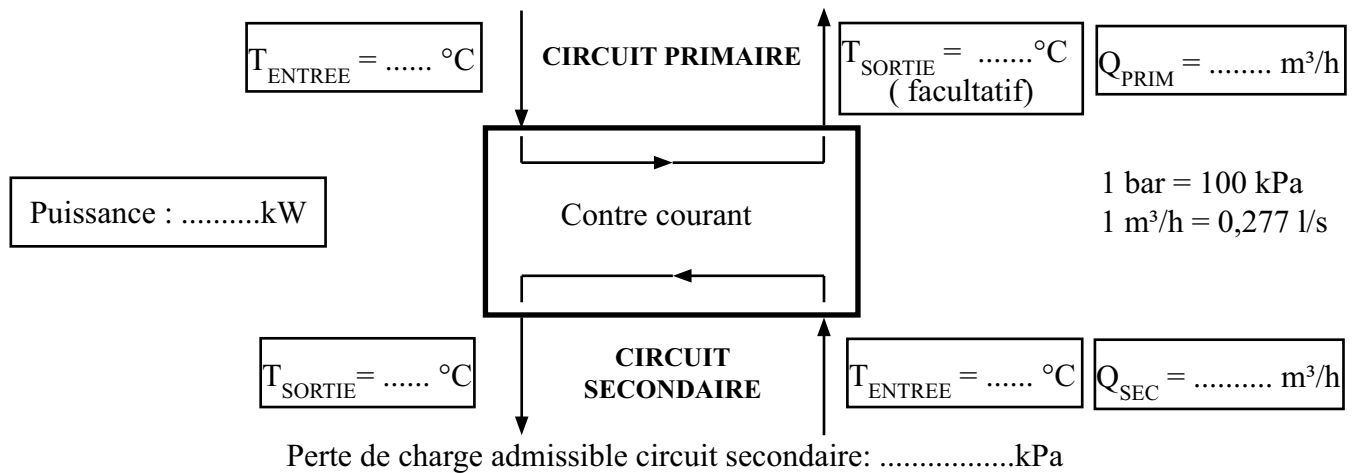 T_ENTREE = ...... °C
CIRCUIT PRIMAIRE
T_SORTIE = .......°C
( facultatif)
Q_PRIM = ........ m³/h
Puissance : ..........kW
Contre courant
1 bar = 100 kPa
1 m³/h = 0,277 l/s
T_SORTIE= ...... °C
CIRCUIT
SECONDAIRE
T_ENTREE = ...... °C
Q_SEC = .......... m³/h
Perte de charge admissible circuit secondaire: .................kPa